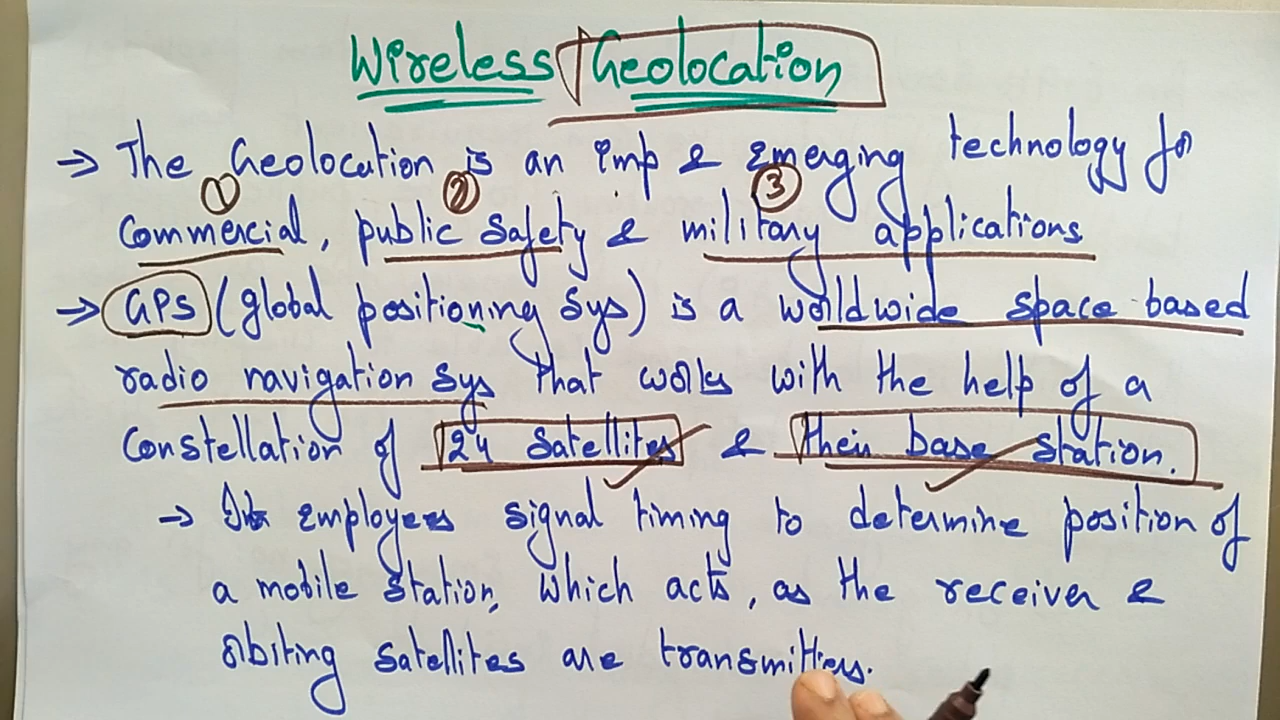 Wireless Geolocation
→ The Geolocation is an imp & Emerging technology for
① ② ③
Commercial, public safety & military applications
→ GPS (global positioning sys) is a worldwide space based
radio navigation sys that works with the help of a
Constellation of 24 satellites & their base station.
→ It employees signal timing to determine position of
a mobile station, which acts, as the receiver &
orbiting satellites are transmitters.